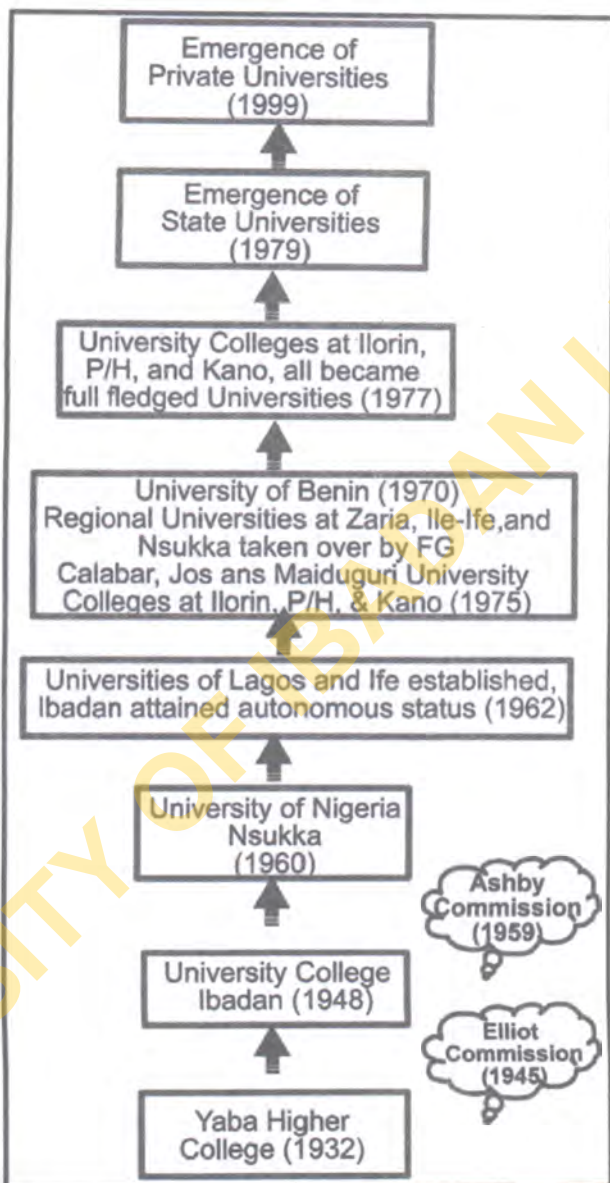 Emergence of
Private Universities
(1999)
Emergence of
State Universities
(1979)
University Colleges at Ilorin,
P/H, and Kano, all became
full fledged Universities (1977)
University of Benin (1970)
Regional Universities at Zaria, Ile-Ife,and
Nsukka taken over by FG
Calabar, Jos ans Maiduguri University
Colleges at Ilorin, P/H, & Kano (1975)
Universities of Lagos and Ife established,
Ibadan attained autonomous status (1962)
University of Nigeria
Nsukka
(1960)
Ashby
Commission
(1959)
University College
Ibadan (1948)
Elliot
Commission
(1945)
Yaba Higher
College (1932)
SITY OF IBADAN L